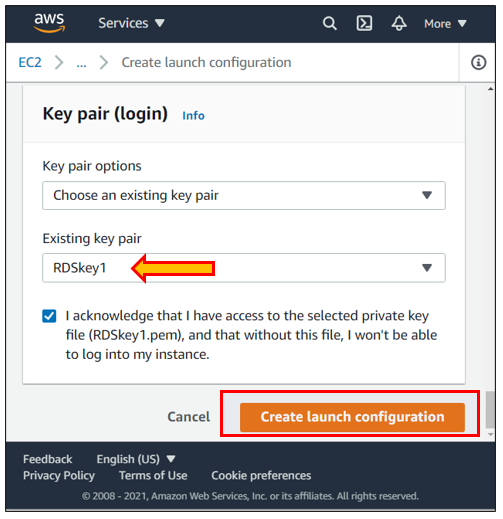 aws Services More
EC2 ... Create launch configuration
Key pair (login) Info
Key pair options
Choose an existing key pair
Existing key pair
RDSkey1
I acknowledge that I have access to the selected private key
file (RDSkey1.pem), and that without this file, I won't be able
to log into my instance.
Cancel Create launch configuration
Feedback English (US)
Privacy Policy Terms of Use Cookie preferences
© 2008 - 2021, Amazon Web Services, Inc. or its affiliates. All rights reserved.